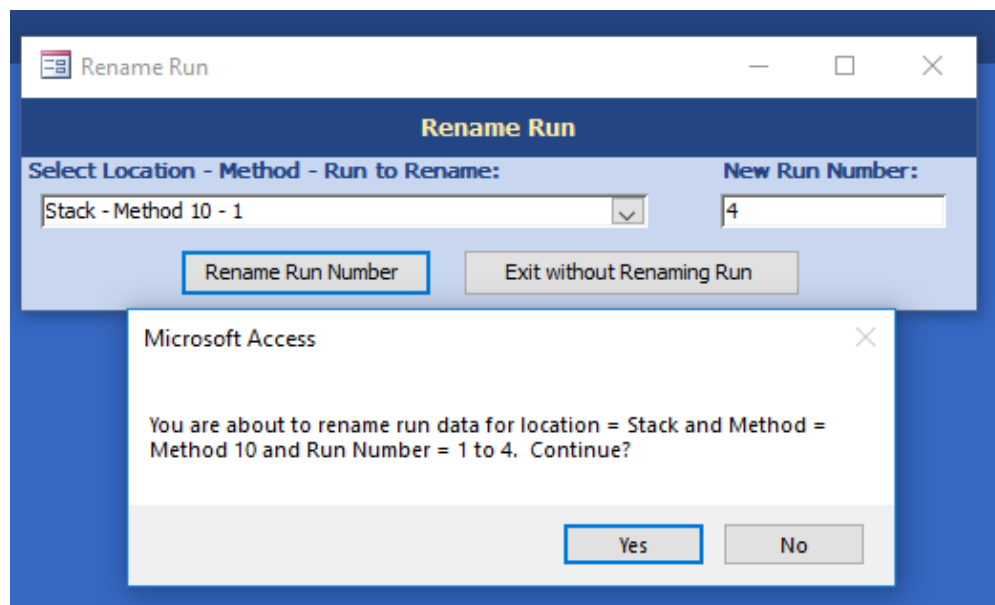 Rename Run
Rename Run
Select Location - Method - Run to Rename: New Run Number:
Stack - Method 10 - 1 4
Rename Run Number Exit without Renaming Run
Microsoft Access
You are about to rename run data for location = Stack and Method =
Method 10 and Run Number = 1 to 4.  Continue?
Yes No